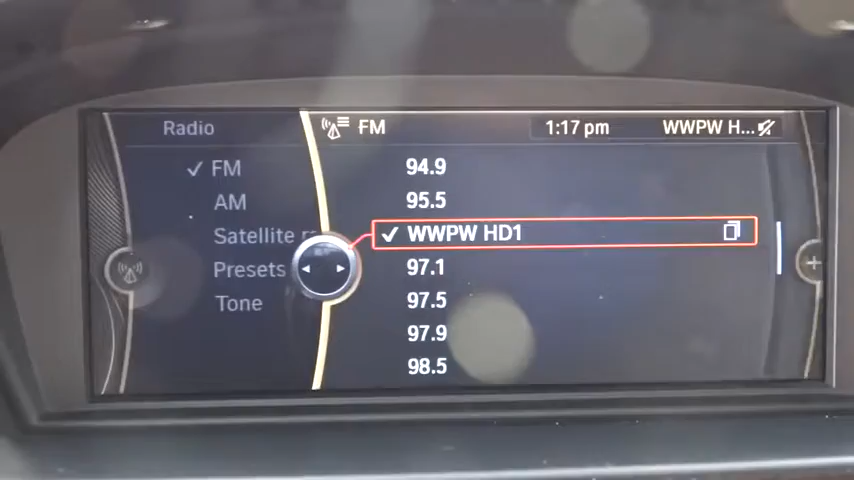 Radio
FM
1:17 pm
WWPW H...
FM
AM
Satellite r
Presets
Tone
94.9
95.5
WWPW HD1
97.1
97.5
97.9
98.5